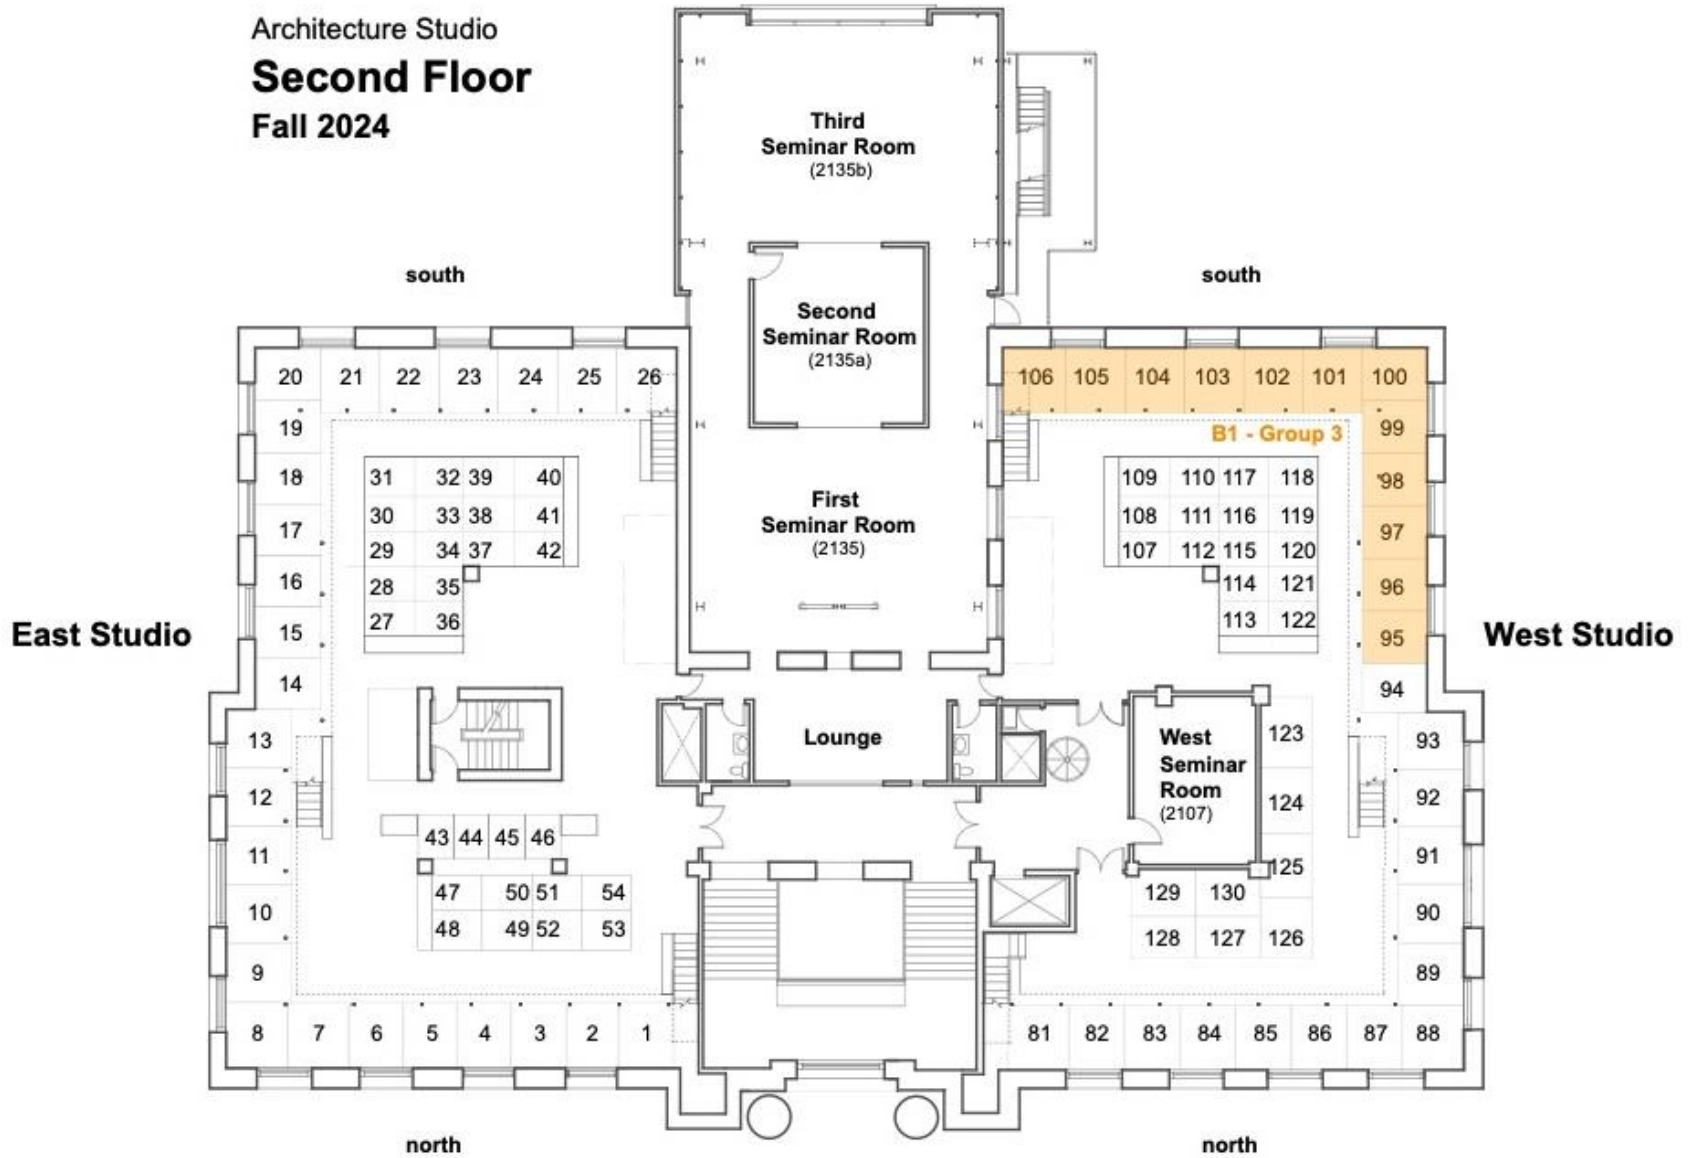 Architecture Studio
Second Floor
Fall 2024
Third
Seminar Room
(2135b)
south
south
Second
Seminar Room
(2135a)
20 21 22 23 24 25 26
106 105 104 103 102 101 100
19
99
B1 - Group 3
18
98
31 32 39 40
109 110 117 118
First
Seminar Room
(2135)
17
97
30 33 38 41
108 111 116 119
29 34 37 42
107 112 115 120
16
96
28 35
114 121
27 36
113 122
East Studio
15
95
West Studio
14
94
13
Lounge
West
Seminar
Room
(2107)
123
93
12
124
92
43 44 45 46
11
125
91
47 50 51 54
129 130
10
90
48 49 52 53
128 127 126
9
89
8 7 6 5 4 3 2 1
81 82 83 84 85 86 87 88
north
north